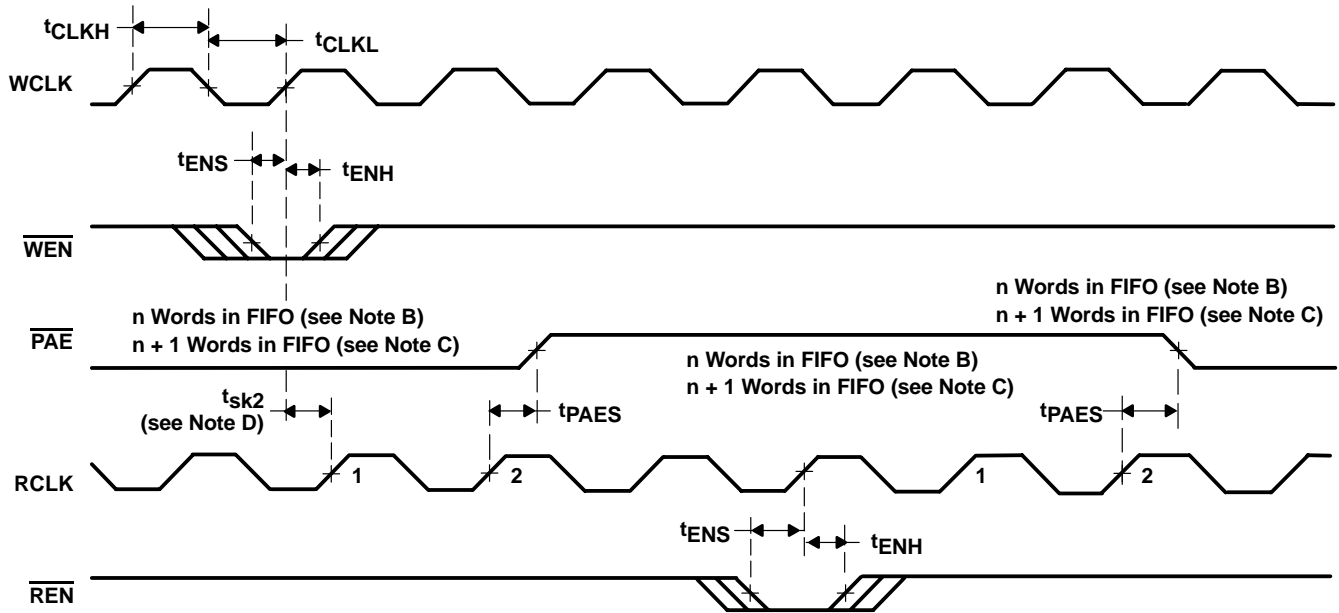 tCLKH
tCLKL
WCLK
tENS
tENH
WEN
n Words in FIFO (see Note B)
n + 1 Words in FIFO (see Note C)
PAE
n Words in FIFO (see Note B)
n + 1 Words in FIFO (see Note C)
n Words in FIFO (see Note B)
n + 1 Words in FIFO (see Note C)
tsk2
(see Note D)
tPAES
tPAES
RCLK
1
2
1
2
tENS
tENH
REN